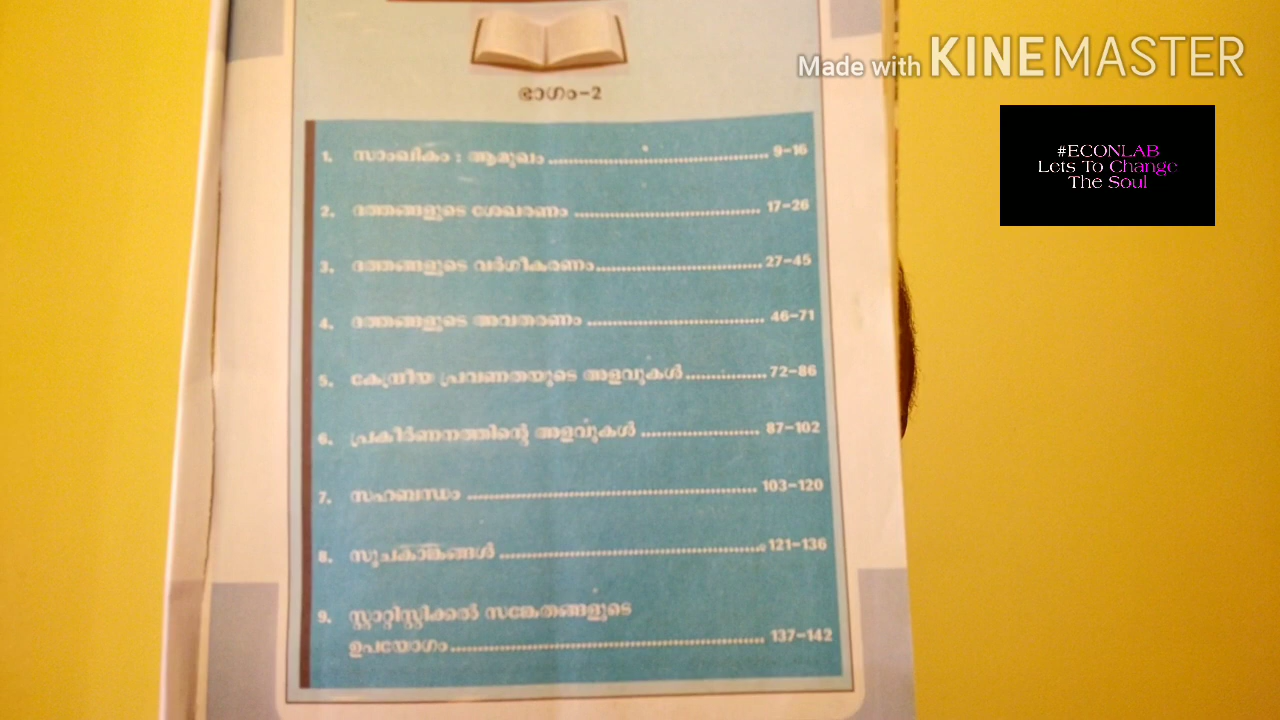 Made with KINEMASTER
#ECONLAB
Lets To Change
The Soul
ഭാഗം-2
1. സാംഖികം : ആമുഖം ........ 9-16
2. ദത്തങ്ങളുടെ ശേഖരണം ........ 17-26
3. ദത്തങ്ങളുടെ വർഗീകരണം ........ 27-45
4. ദത്തങ്ങളുടെ അവതരണം ........ 46-71
5. കേന്ദ്രീയ പ്രവണതയുടെ അളവുകൾ ........ 72-86
6. പ്രകീർണനത്തിന്റെ അളവുകൾ ........ 87-102
7. സഹബന്ധം ........ 103-120
8. സൂചകാങ്കങ്ങൾ ........ 121-136
9. സ്റ്റാറ്റിസ്റ്റിക്കൽ സങ്കേതങ്ങളുടെ
ഉപയോഗം ........ 137-142